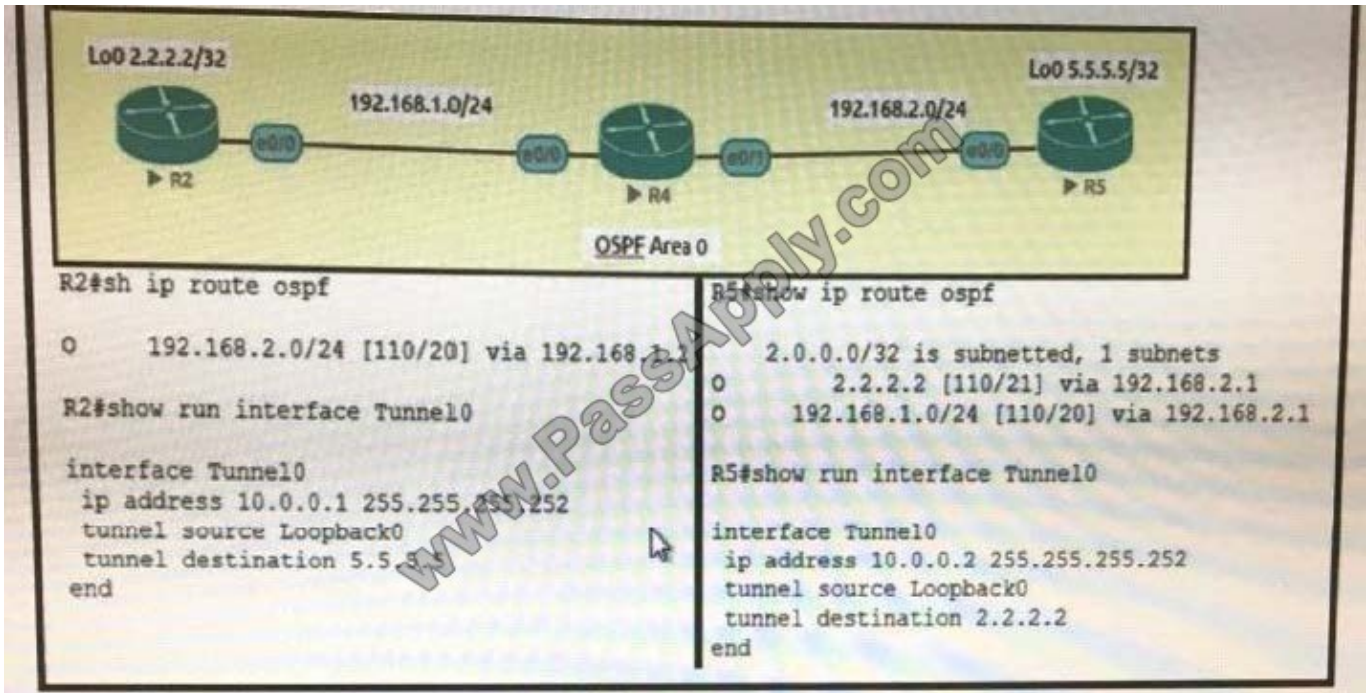 Lo0 2.2.2.2/32
Lo0 5.5.5.5/32
192.168.1.0/24
192.168.2.0/24
e0/0
e0/0
e0/1
e0/0
R2
R4
R5
OSPF Area 0
R2#sh ip route ospf
O 192.168.2.0/24 [110/20] via
R2#show run interface Tunnel0
interface Tunnel0
ip address 10.0.0.1 255.255.255.252
tunnel source Loopback0
tunnel destination
end
R5#show ip route ospf
2.0.0.0/32 is subnetted, 1 subnets
O 2.2.2.2 [110/21] via 192.168.2.1
O 192.168.1.0/24 [110/20] via 192.168.2.1
R5#show run interface Tunnel0
interface Tunnel0
ip address 10.0.0.2 255.255.255.252
tunnel source Loopback0
tunnel destination 2.2.2.2
end
www.PassApply.com